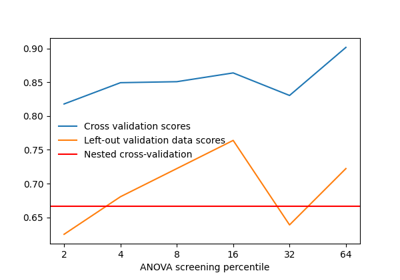 0.90
0.85
0.80
0.75
0.70
0.65
Cross validation scores
Left-out validation data scores
Nested cross-validation
2 4 8 16 32 64
ANOVA screening percentile